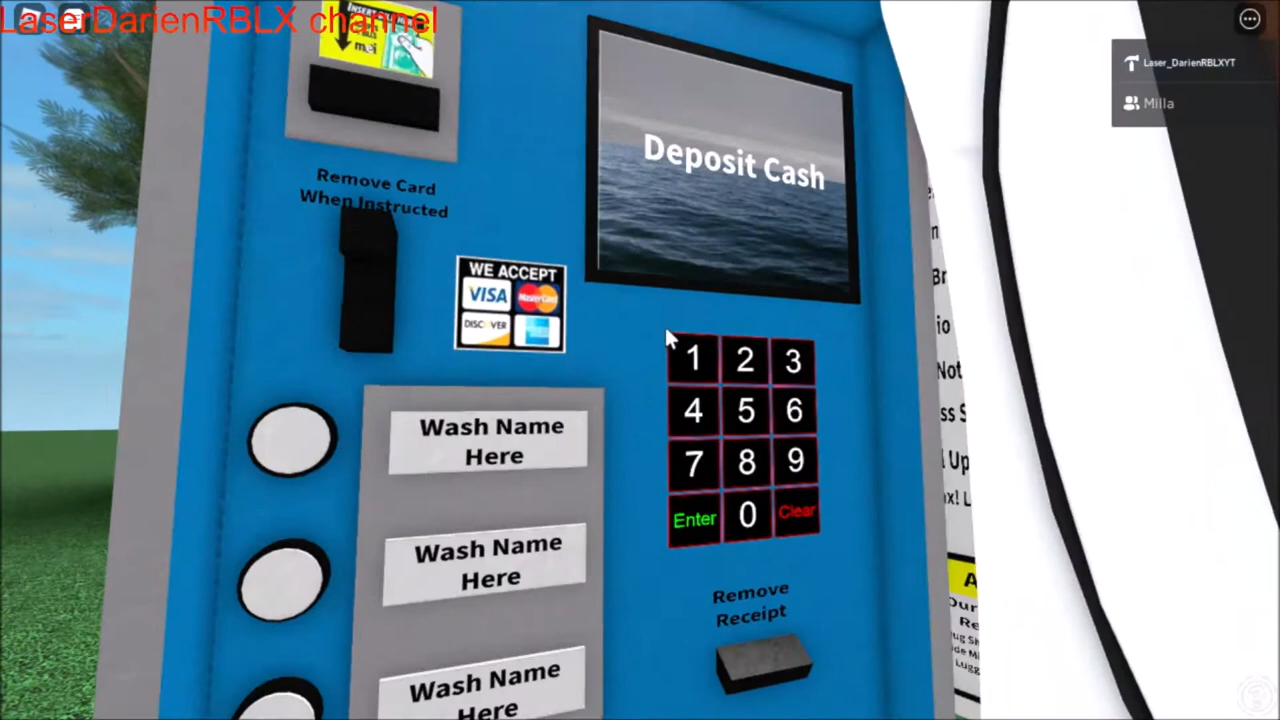 LaserDarienRBLX channel
Laser_DarienRBLXYT
Milla
mei
Remove Card
When Instructed
Deposit Cash
WE ACCEPT
VISA
MasterCard
DISCOVER
1 2 3
4 5 6
7 8 9
Enter 0 Clear
Wash Name
Here
Wash Name
Here
Wash Name
Here
Remove
Receipt